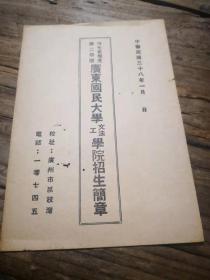 中華民國三十八年一月　日
廣東國民大學文法工學院招生簡章
校址：廣州市荔枝灣
電話：一零七四五